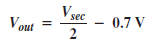 V_out = V_sec / 2 − 0.7 V